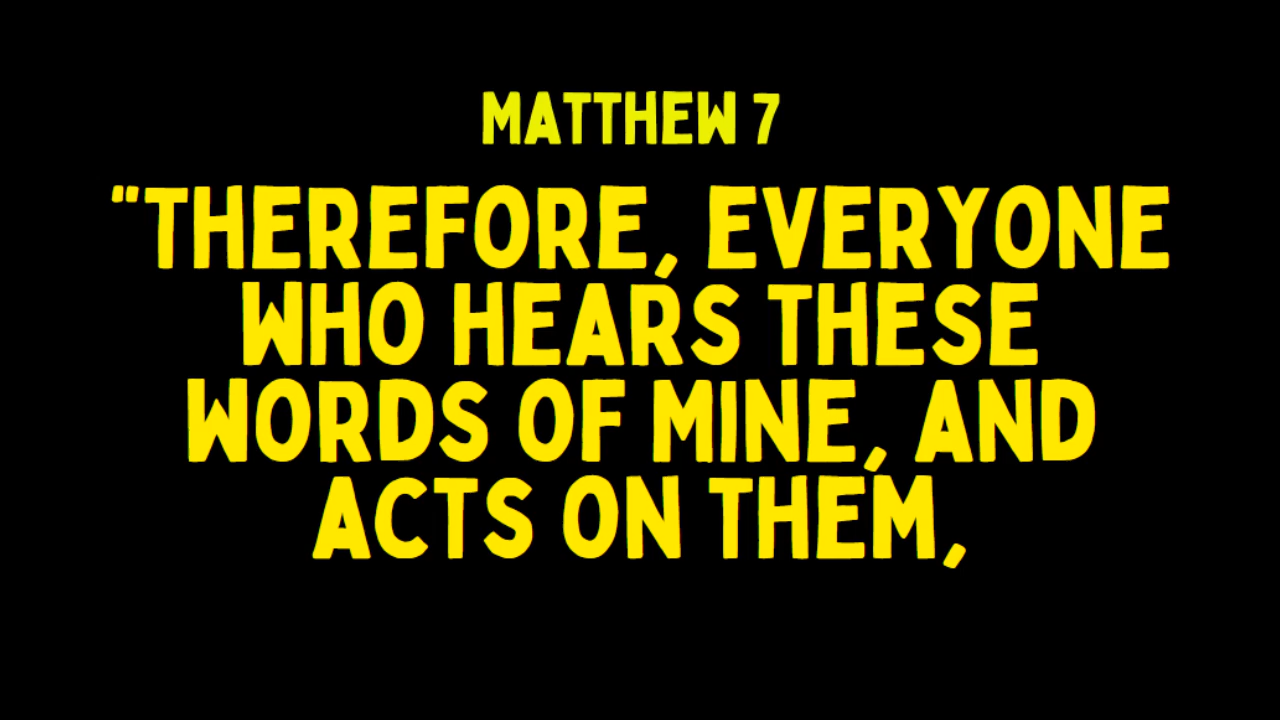 MATTHEW 7
"THEREFORE, EVERYONE
WHO HEARS THESE
WORDS OF MINE, AND
ACTS ON THEM,